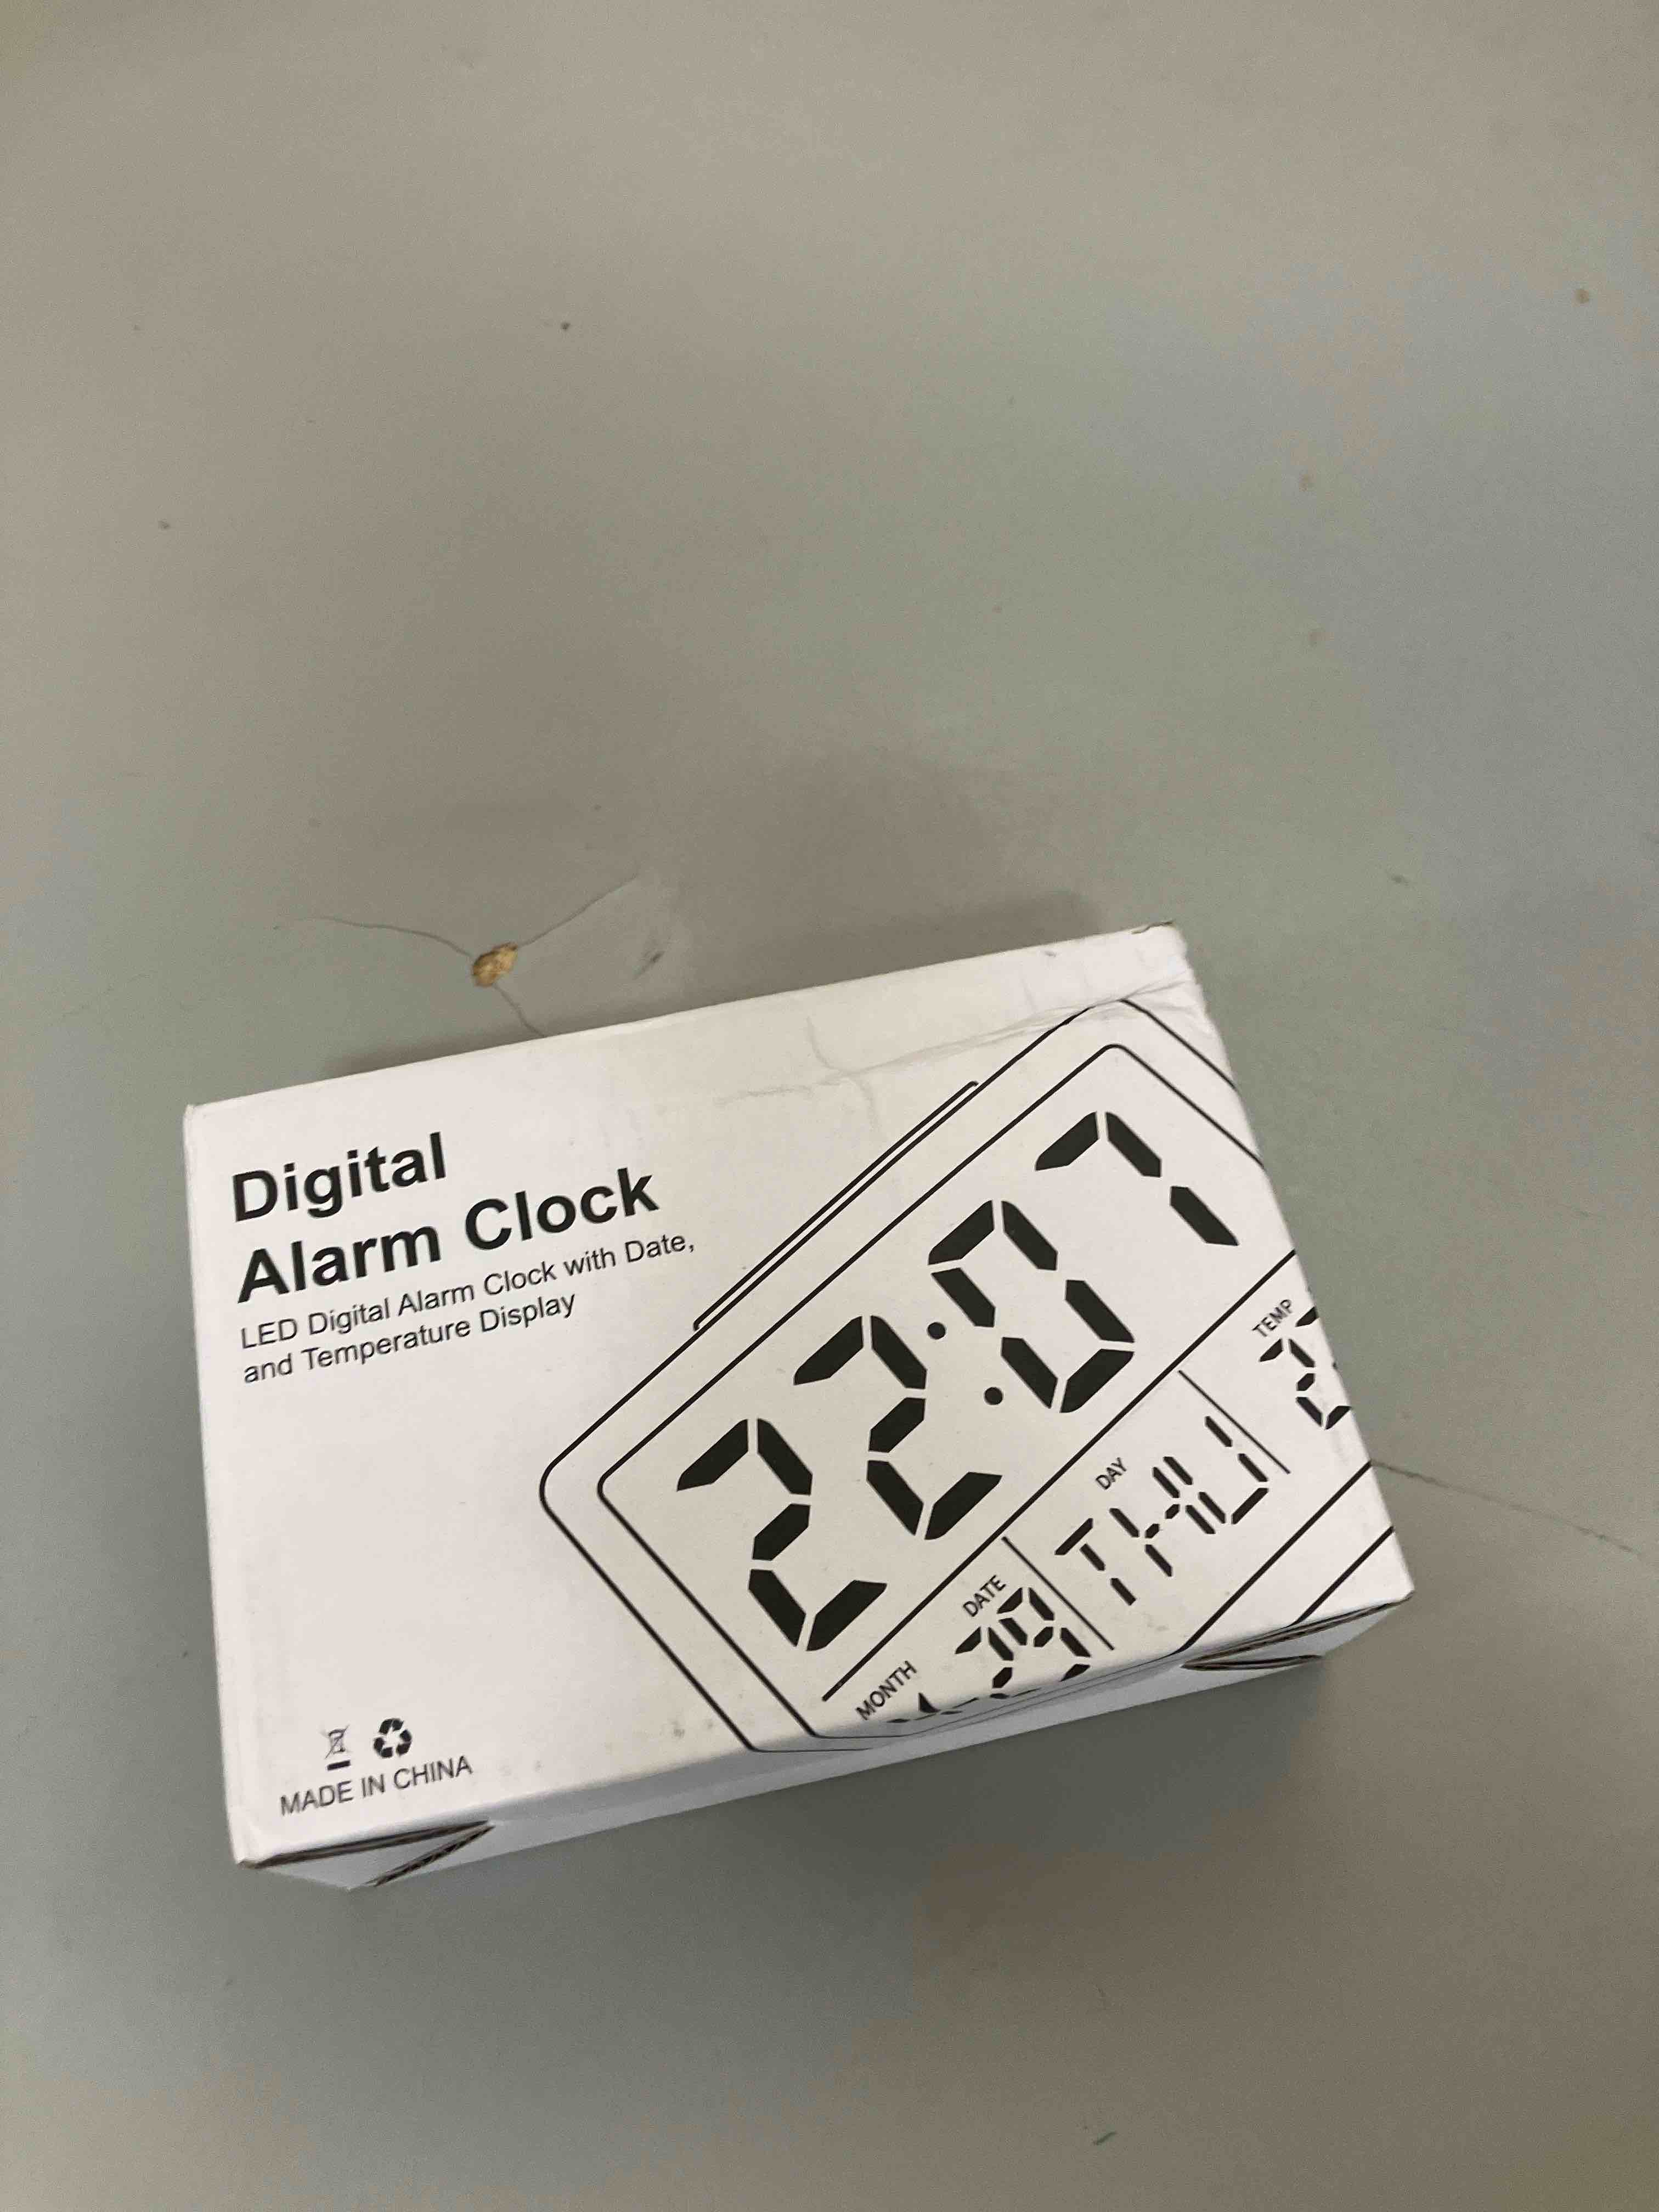 Digital
Alarm Clock
LED Digital Alarm Clock with Date,
and Temperature Display
22:07
MONTH DATE DAY TEMP
29 THU
MADE IN CHINA